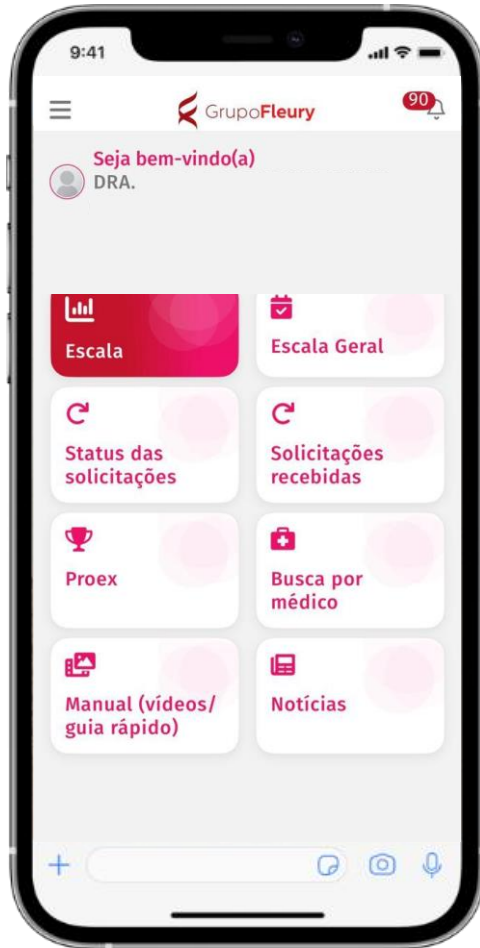 9:41
GrupoFleury
90
Seja bem-vindo(a)
DRA.
Escala
Escala Geral
Status das
solicitações
Solicitações
recebidas
Proex
Busca por
médico
Manual (vídeos/
guia rápido)
Notícias